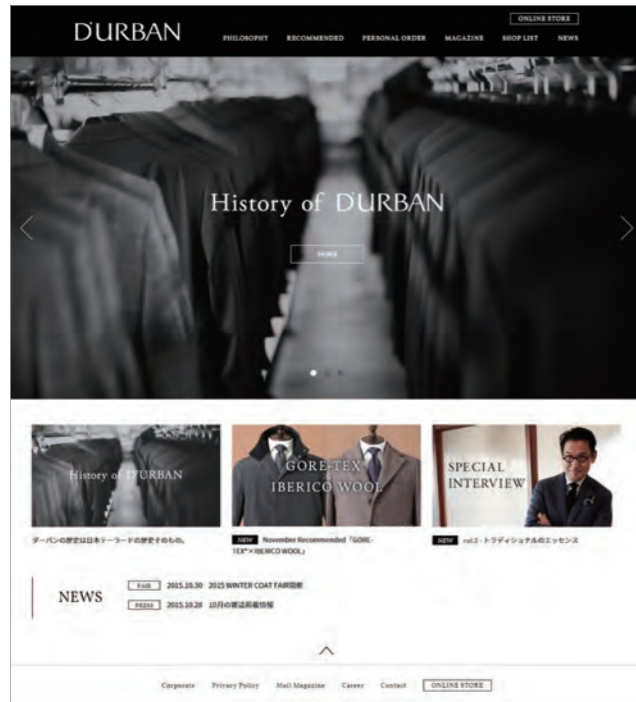 ONLINE STORE
D'URBAN
PHILOSOPHY RECOMMENDED PERSONAL ORDER MAGAZINE SHOP LIST NEWS
History of D'URBAN
MORE
History of D'URBAN
GORE-TEX
IBERICO WOOL
SPECIAL
INTERVIEW
ダーバンの歴史は日本テーラードの歴史そのもの。
NEW November Recommended「GORE-
TEX®×IBERICO WOOL」
NEW vol.2 - トラディショナルのエッセンス
NEWS
FAIR 2015.10.30 2015 WINTER COAT FAIR開催
PRESS 2015.10.28 10月の雑誌掲載情報
Corporate Privacy Policy Mail Magazine Career Contact ONLINE STORE